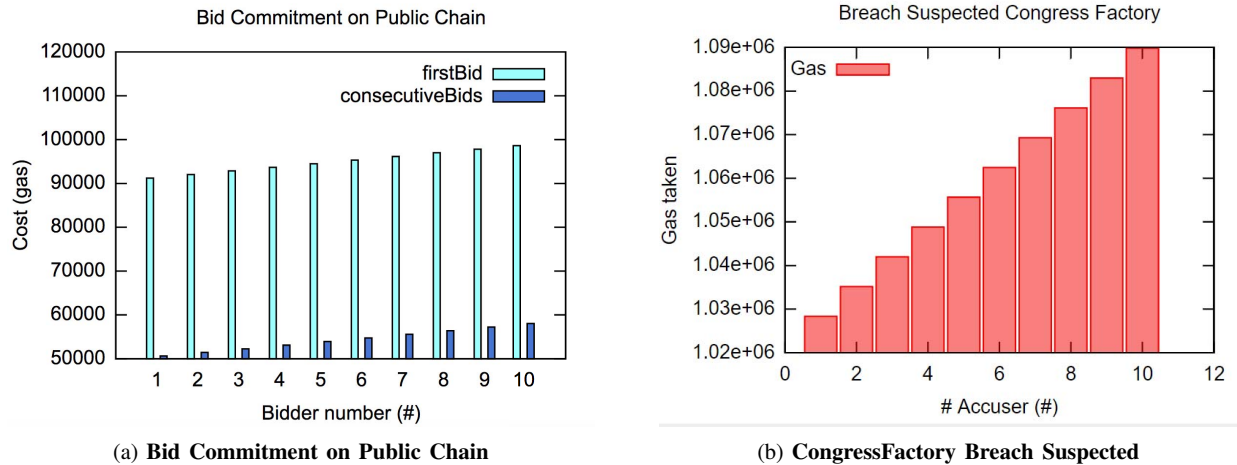 Bid Commitment on Public Chain
120000
110000
100000
90000
80000
70000
60000
50000
Cost (gas)
firstBid
consecutiveBids
1 2 3 4 5 6 7 8 9 10
Bidder number (#)
(a) Bid Commitment on Public Chain
Breach Suspected Congress Factory
1.09e+06
1.08e+06
1.07e+06
1.06e+06
1.05e+06
1.04e+06
1.03e+06
1.02e+06
Gas taken
Gas
0 2 4 6 8 10 12
# Accuser (#)
(b) CongressFactory Breach Suspected